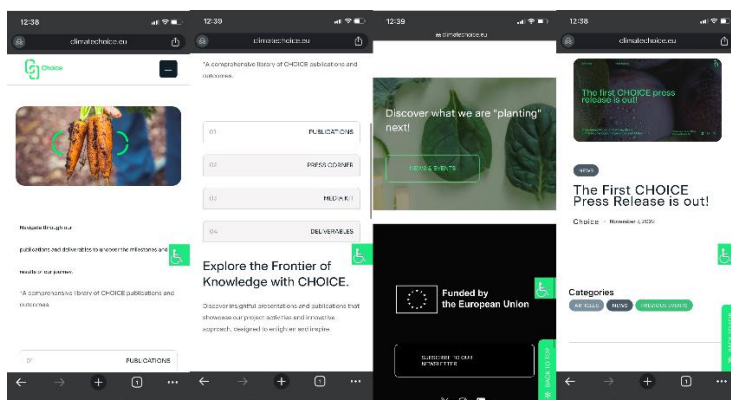 12:38
climatechoice.eu
Choice
Navigate through our
publications and deliverables to uncover the milestones and
results of our journey.
*A comprehensive library of CHOICE publications and
outcomes.
01
PUBLICATIONS
1
12:39
climatechoice.eu
*A comprehensive library of CHOICE publications and
outcomes.
01
PUBLICATIONS
02
PRESS CORNER
03
MEDIA KIT
04
DELIVERABLES
Explore the Frontier of
Knowledge with CHOICE.
Discover insightful presentations and publications that
showcase our project activities and innovative
approach, designed to enlighten and inspire.
1
12:39
climatechoice.eu
Discover what we are "planting"
next!
NEWS & EVENTS
Funded by
the European Union
SUBSCRIBE TO OUR
NEWSLETTER
BACK TO TOP
12:38
climatechoice.eu
The first CHOICE press
release is out!
NEWS
The First CHOICE
Press Release is out!
Choice
Categories
ARTICLES
NEWS
PREVIOUS EVENTS
1